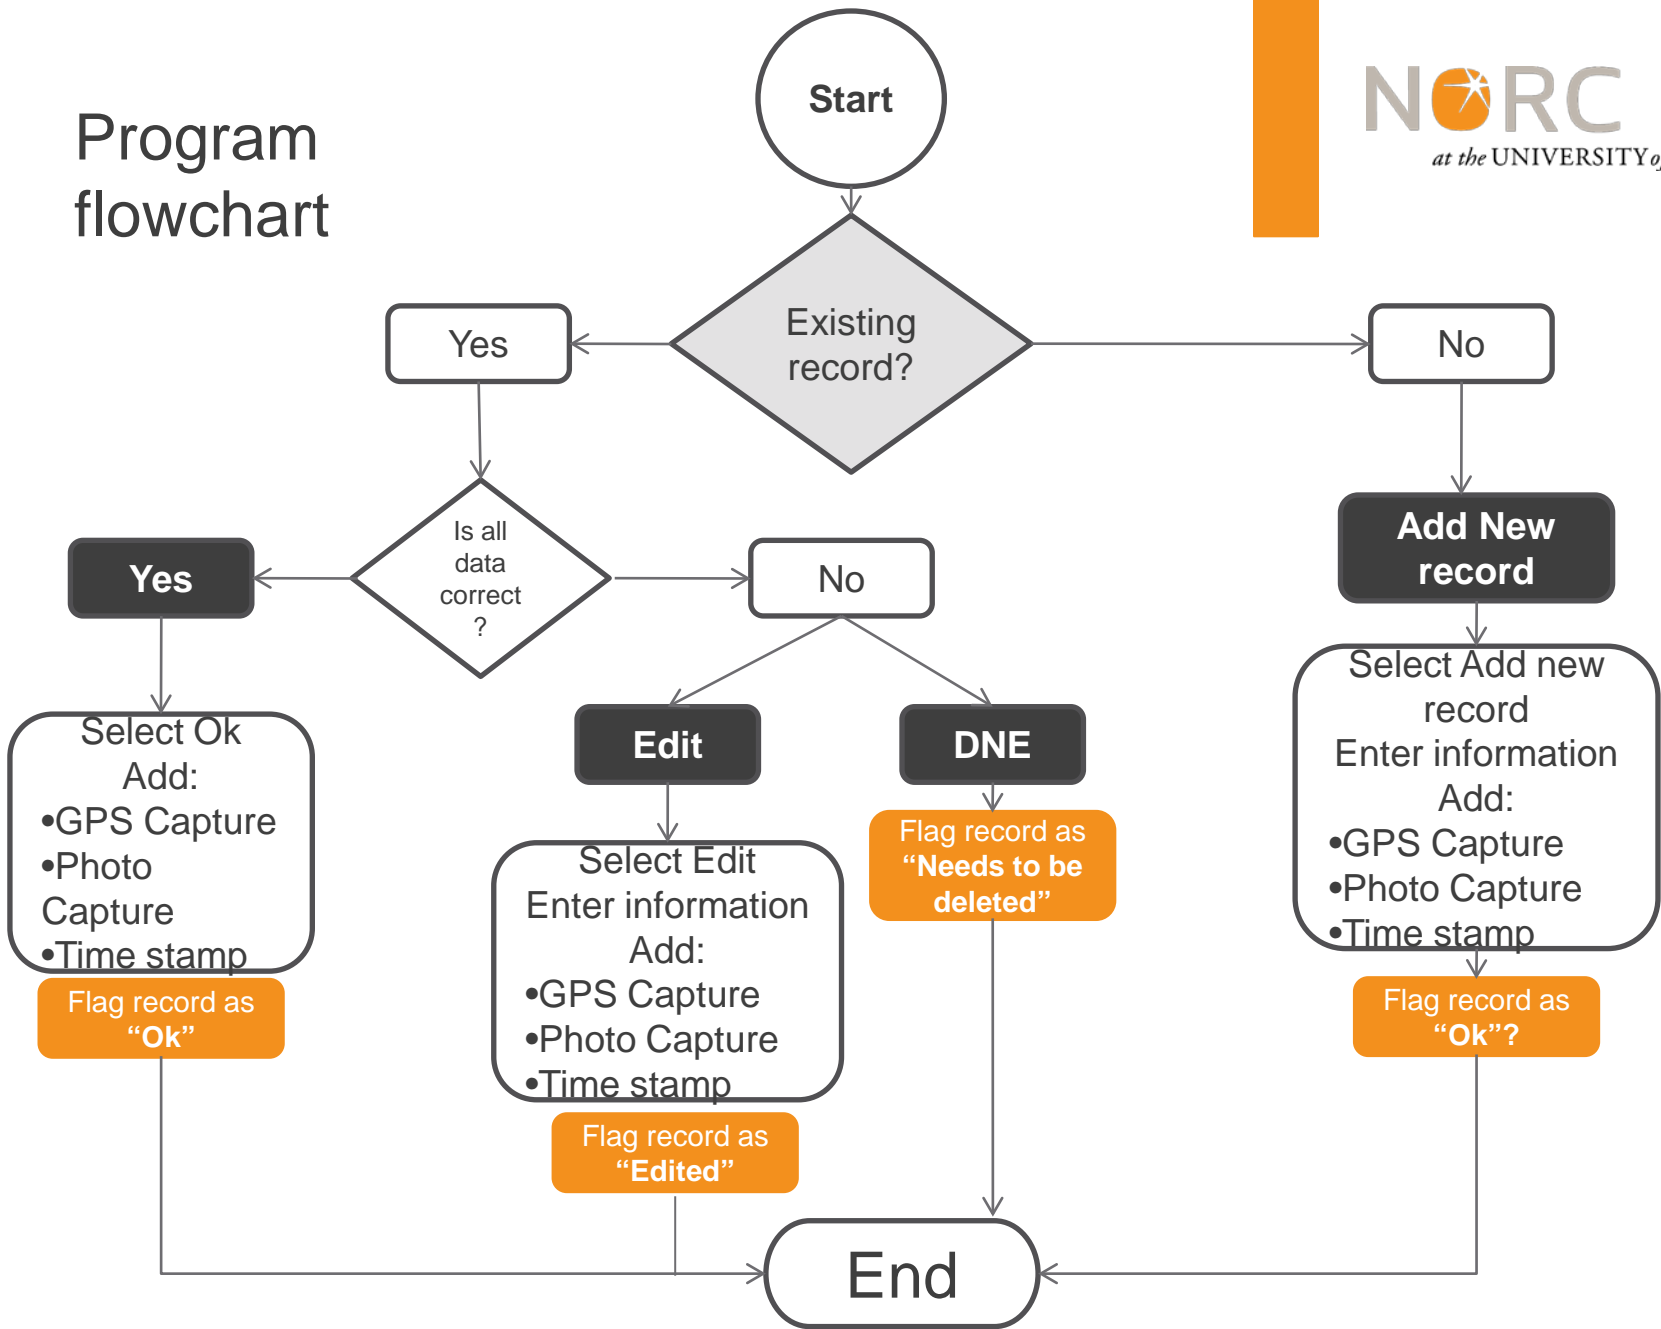 Program
flowchart
Start
NORC
at the UNIVERSITY
Existing
record?
Yes
No
Is all
data
correct
?
Yes
No
Add New
record
Select Ok
Add:
•GPS Capture
•Photo
Capture
•Time stamp
Flag record as
“Ok”
Edit
DNE
Select Edit
Enter information
Add:
•GPS Capture
•Photo Capture
•Time stamp
Flag record as
“Edited”
Flag record as
“Needs to be
deleted”
Select Add new
record
Enter information
Add:
•GPS Capture
•Photo Capture
•Time stamp
Flag record as
“Ok”?
End